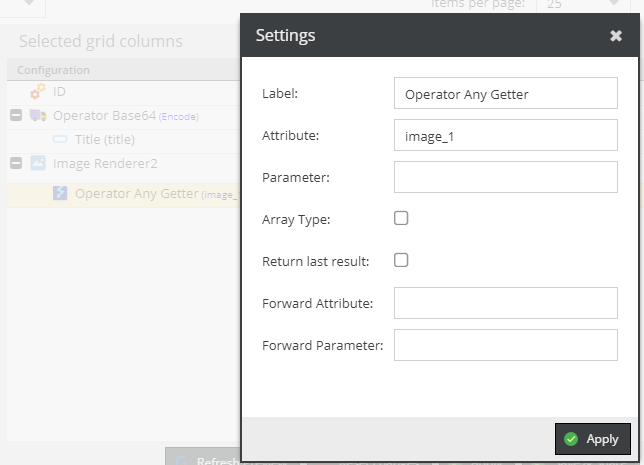 Items per page: 25
Selected grid columns
Settings
Configuration
ID
Operator Base64 (Encode)
Title (title)
Image Renderer2
Operator Any Getter (image_
Label: Operator Any Getter
Attribute: image_1
Parameter:
Array Type:
Return last result:
Forward Attribute:
Forward Parameter:
Apply